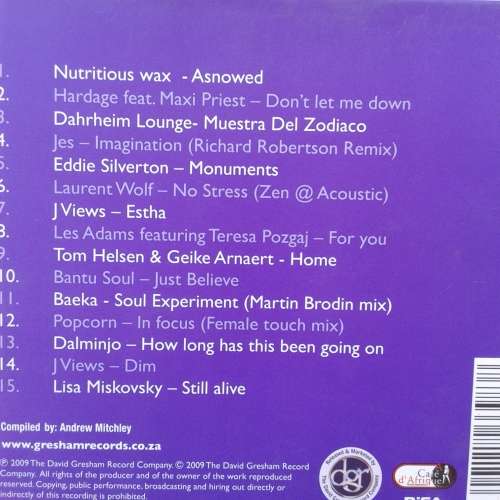 1. Nutritious wax - Asnowed
2. Hardage feat. Maxi Priest – Don't let me down
3. Dahrheim Lounge- Muestra Del Zodiaco
4. Jes – Imagination (Richard Robertson Remix)
5. Eddie Silverton – Monuments
6. Laurent Wolf – No Stress (Zen @ Acoustic)
7. J Views – Estha
8. Les Adams featuring Teresa Pozgaj – For you
9. Tom Helsen & Geike Arnaert - Home
10. Bantu Soul – Just Believe
11. Baeka - Soul Experiment (Martin Brodin mix)
12. Popcorn – In focus (Female touch mix)
13. Dalminjo – How long has this been going on
14. J Views – Dim
15. Lisa Miskovsky – Still alive
Compiled by: Andrew Mitchley
www.greshamrecords.co.za
℗ 2009 The David Gresham Record Company. © 2009 The David Gresham Record
Company. All rights of the producer and of the owner of the work reproduced
reserved. Copying, public performance, broadcasting and hiring out directly or
indirectly of this recording is prohibited.
dgr
d'Afrique